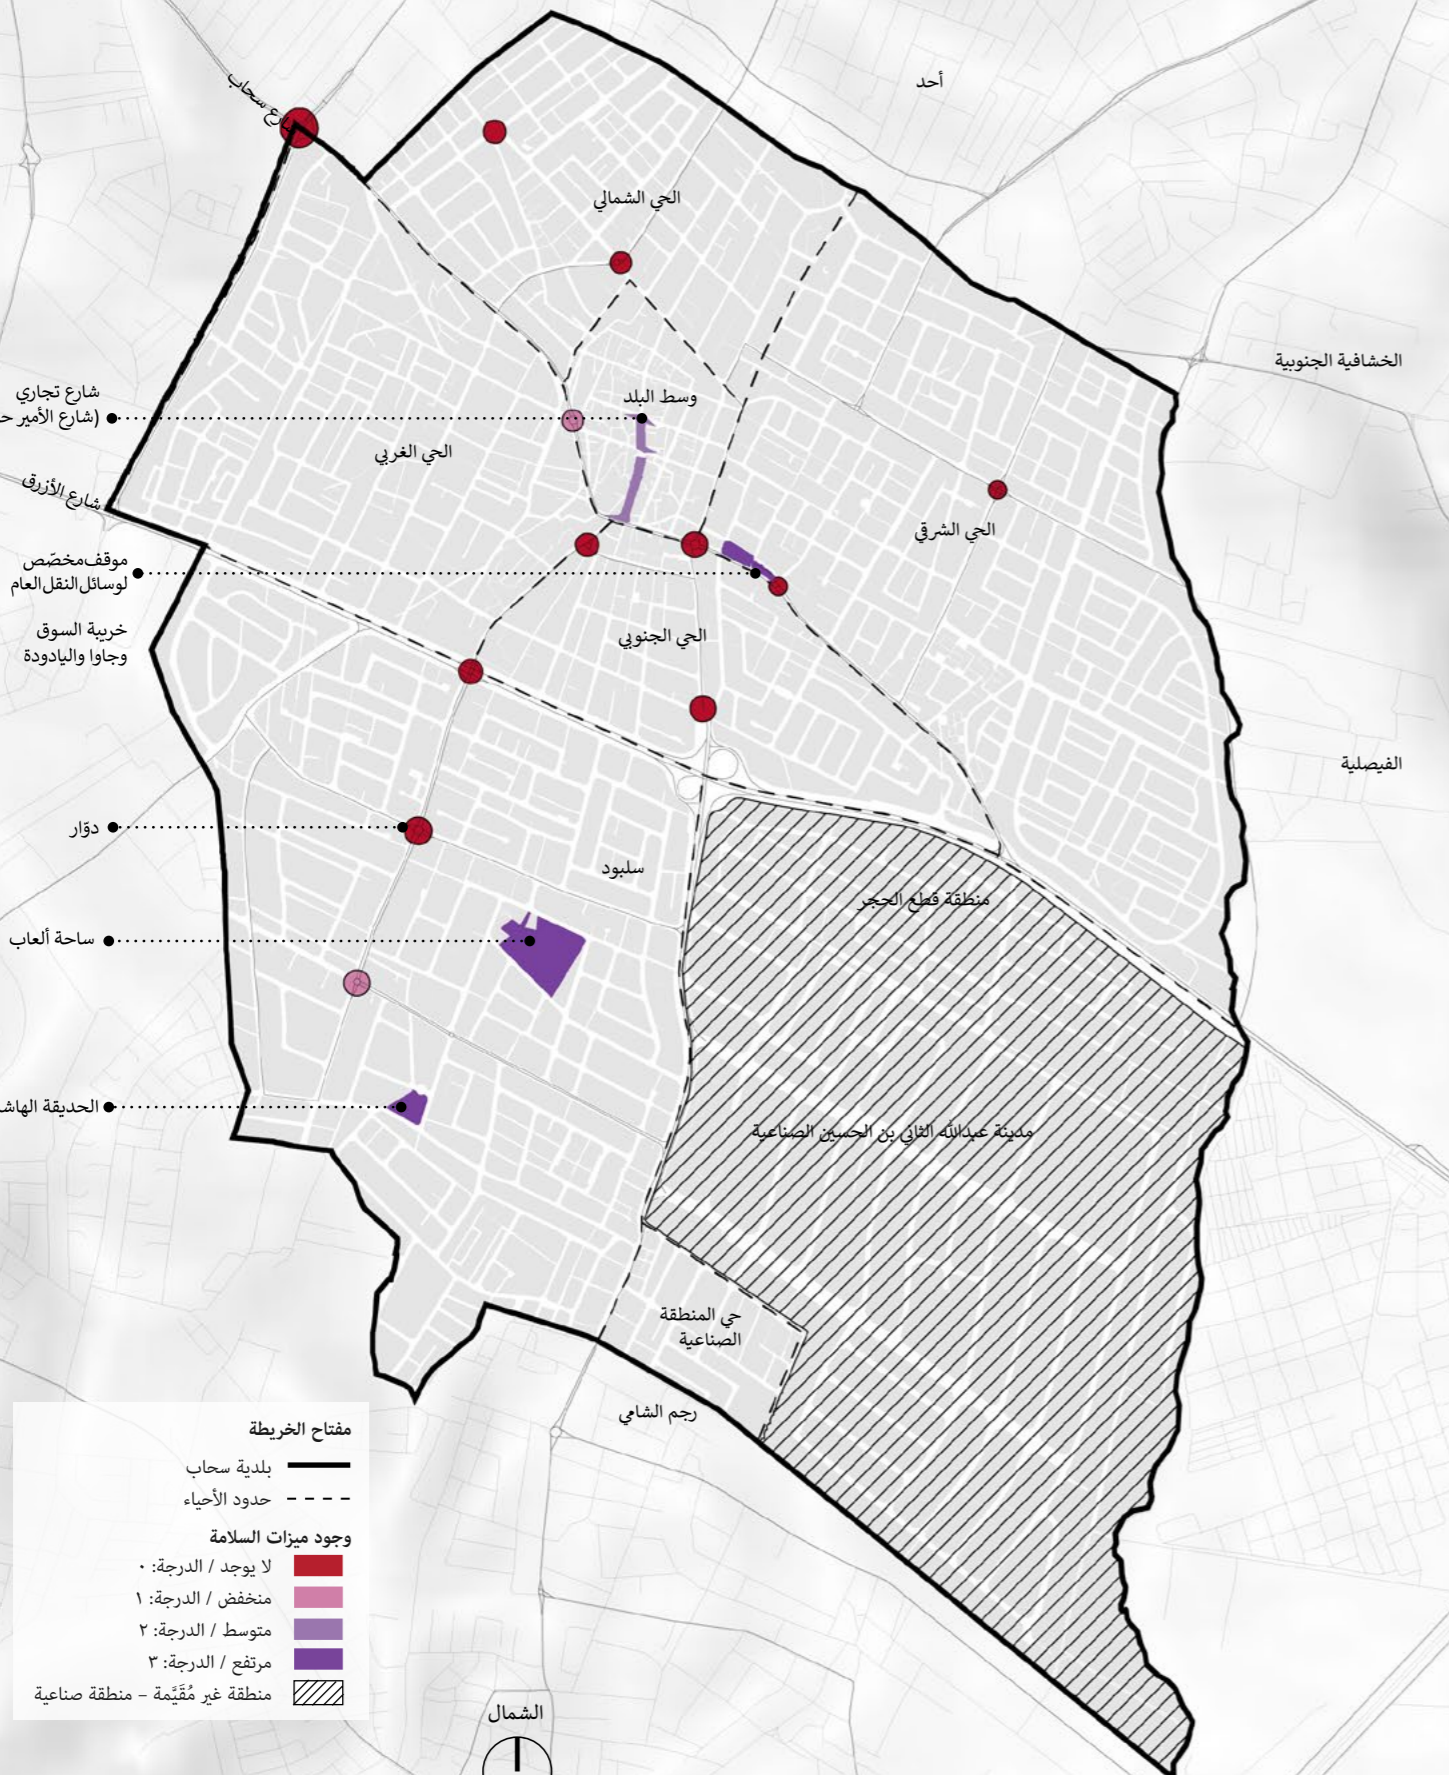 أحد
شارع سحاب
الحي الشمالي
الخشافية الجنوبية
شارع تجاري
(شارع الأمير
وسط البلد
الحي الغربي
شارع الأزرق
الحي الشرقي
موقف مخصّص
لوسائل النقل العام
خريبة السوق
وجاوا واليادودة
الحي الجنوبي
الفيصلية
دوّار
سلبود
منطقة قطع الحجر
ساحة ألعاب
الحديقة
مدينة عبدالله الثاني بن الحسين الصناعية
حي المنطقة
الصناعية
رجم الشامي
مفتاح الخريطة
بلدية سحاب
حدود الأحياء
وجود ميزات السلامة
لا يوجد / الدرجة: ٠
منخفض / الدرجة: ١
متوسط / الدرجة: ٢
مرتفع / الدرجة: ٣
منطقة غير مُقَيَّمة – منطقة صناعية
الشمال